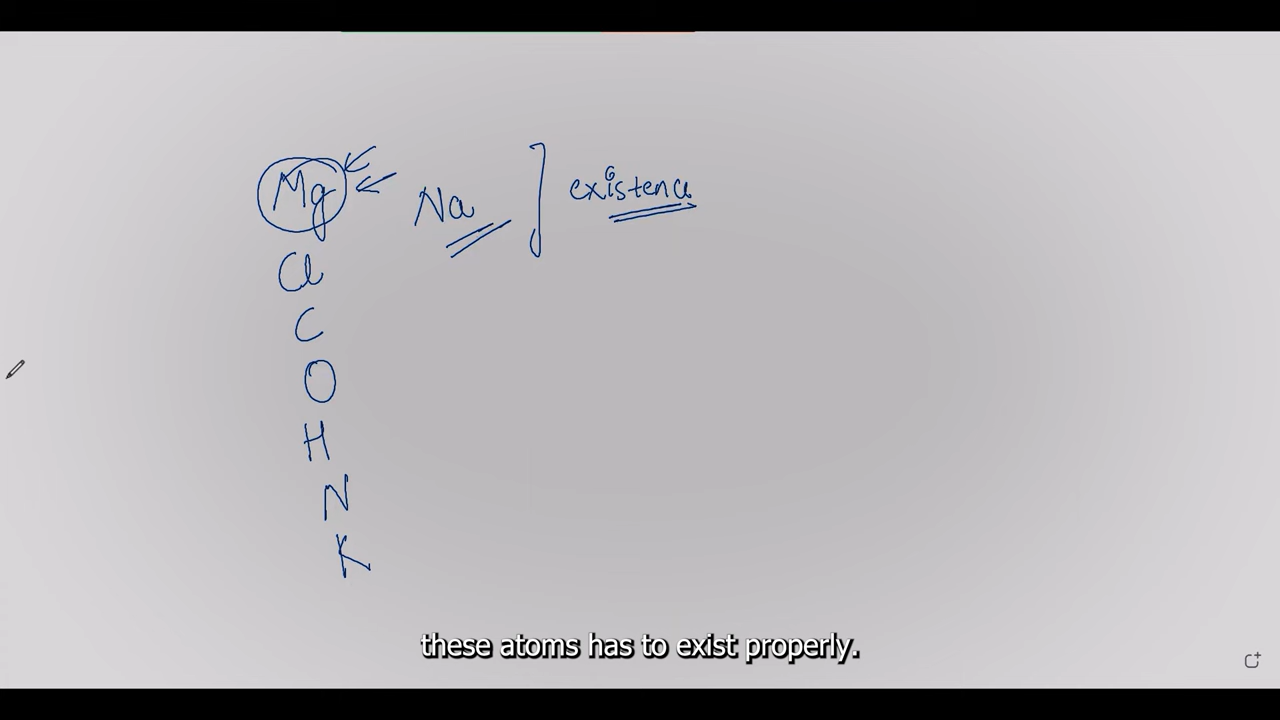 Mg Na ] existence
Cl
C
O
H
N
K
these atoms has to exist properly.